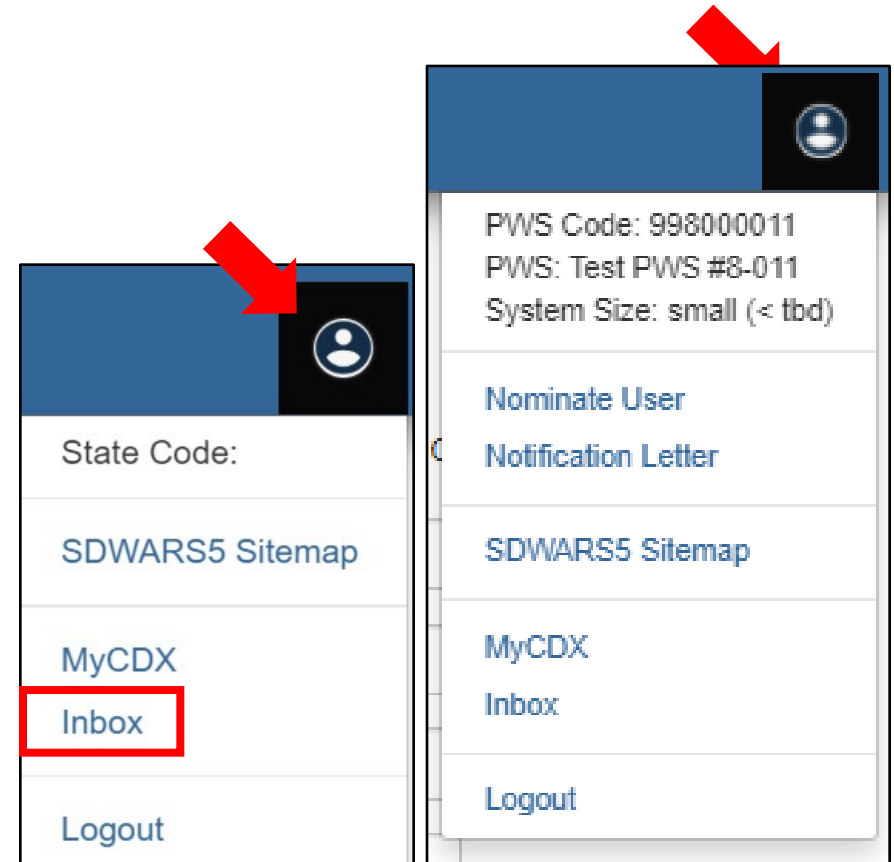 State Code:
SDWARS5 Sitemap
MyCDX
Inbox
Logout
PWS Code: 998000011
PWS: Test PWS #8-011
System Size: small (< tbd)
Nominate User
Notification Letter
SDWARS5 Sitemap
MyCDX
Inbox
Logout